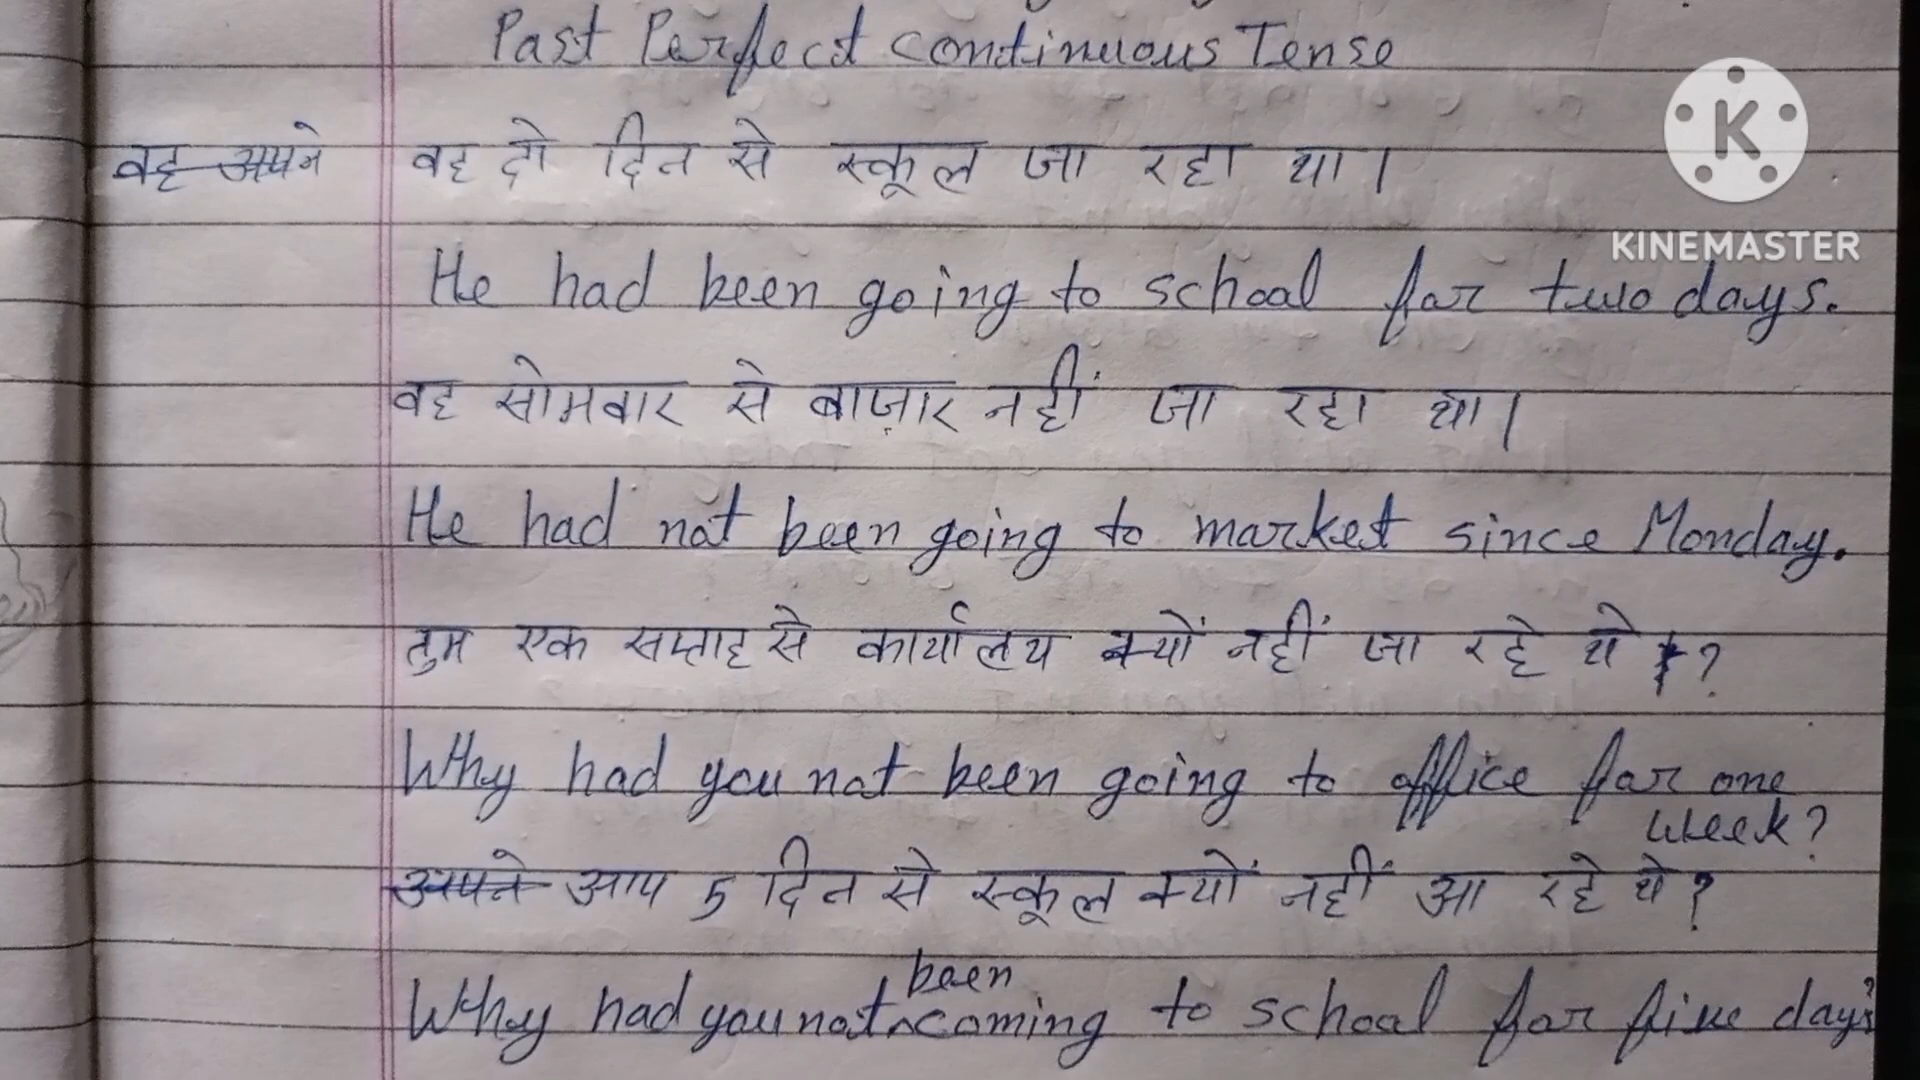 Past Perfect Continuous Tense
वह अपने वह दो दिन से स्कूल जा रहा था।
KINEMASTER
He had been going to school for two days.
वह सोमवार से बाज़ार नहीं जा रहा था।
He had not been going to market since Monday.
तुम एक सप्ताह से कार्यालय क्यों नहीं जा रहे थे ?
Why had you not been going to office for one
week?
अपने आप 5 दिन से स्कूल क्यों नहीं आ रहे थे?
Why had you not been coming to school for five days?